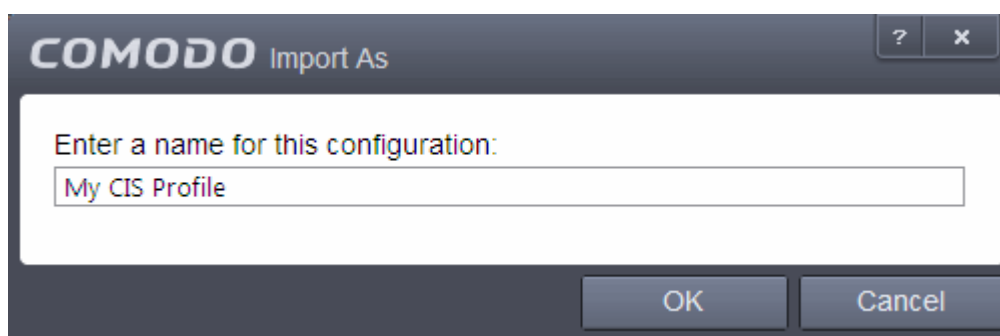 COMODO Import As
? x
Enter a name for this configuration:
My CIS Profile
OK Cancel